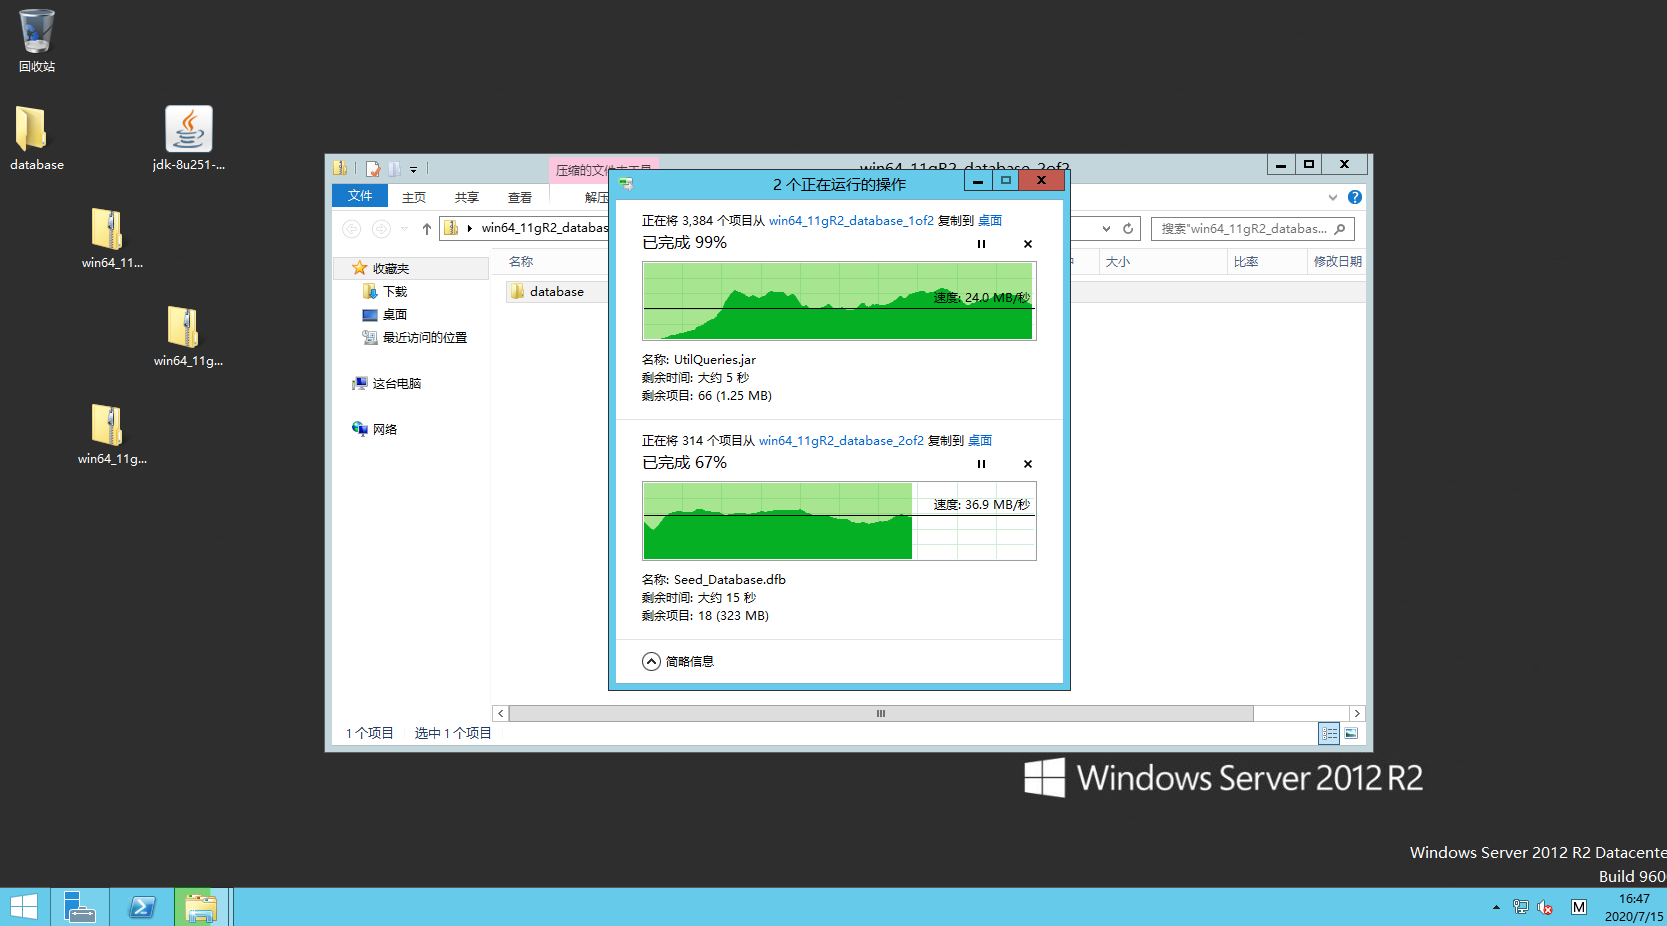 回收站
database
jdk-8u251-...
win64_11...
win64_11g...
win64_11g...
win64_11gR2_database_2of2
文件
主页
共享
查看
解压
win64_11gR2_databas
搜索"win64_11gR2_databas...
收藏夹
下载
桌面
最近访问的位置
这台电脑
网络
名称
大小
比率
修改日期
database
2 个正在运行的操作
正在将 3,384 个项目从 win64_11gR2_database_1of2 复制到 桌面
已完成 99%
速度: 24.0 MB/秒
名称: UtilQueries.jar
剩余时间: 大约 5 秒
剩余项目: 66 (1.25 MB)
正在将 314 个项目从 win64_11gR2_database_2of2 复制到 桌面
已完成 67%
速度: 36.9 MB/秒
名称: Seed_Database.dfb
剩余时间: 大约 15 秒
剩余项目: 18 (323 MB)
简略信息
1 个项目
选中 1 个项目
Windows Server 2012 R2
Windows Server 2012 R2 Datacente
Build 960
M
16:47
2020/7/15